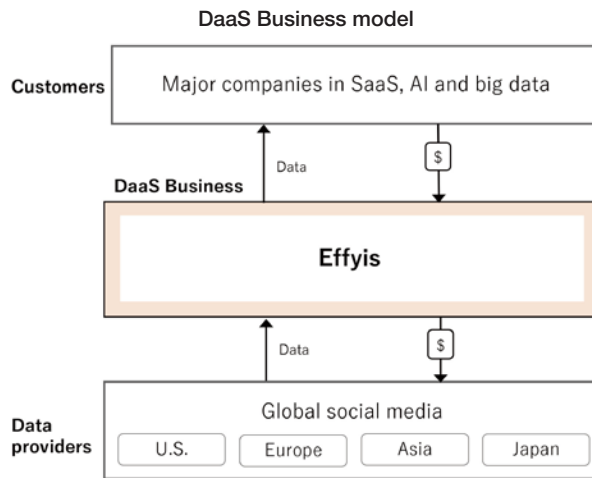 DaaS Business model
Customers
Major companies in SaaS, AI and big data
Data
$
DaaS Business
Effyis
Data
$
Data
providers
Global social media
U.S.
Europe
Asia
Japan